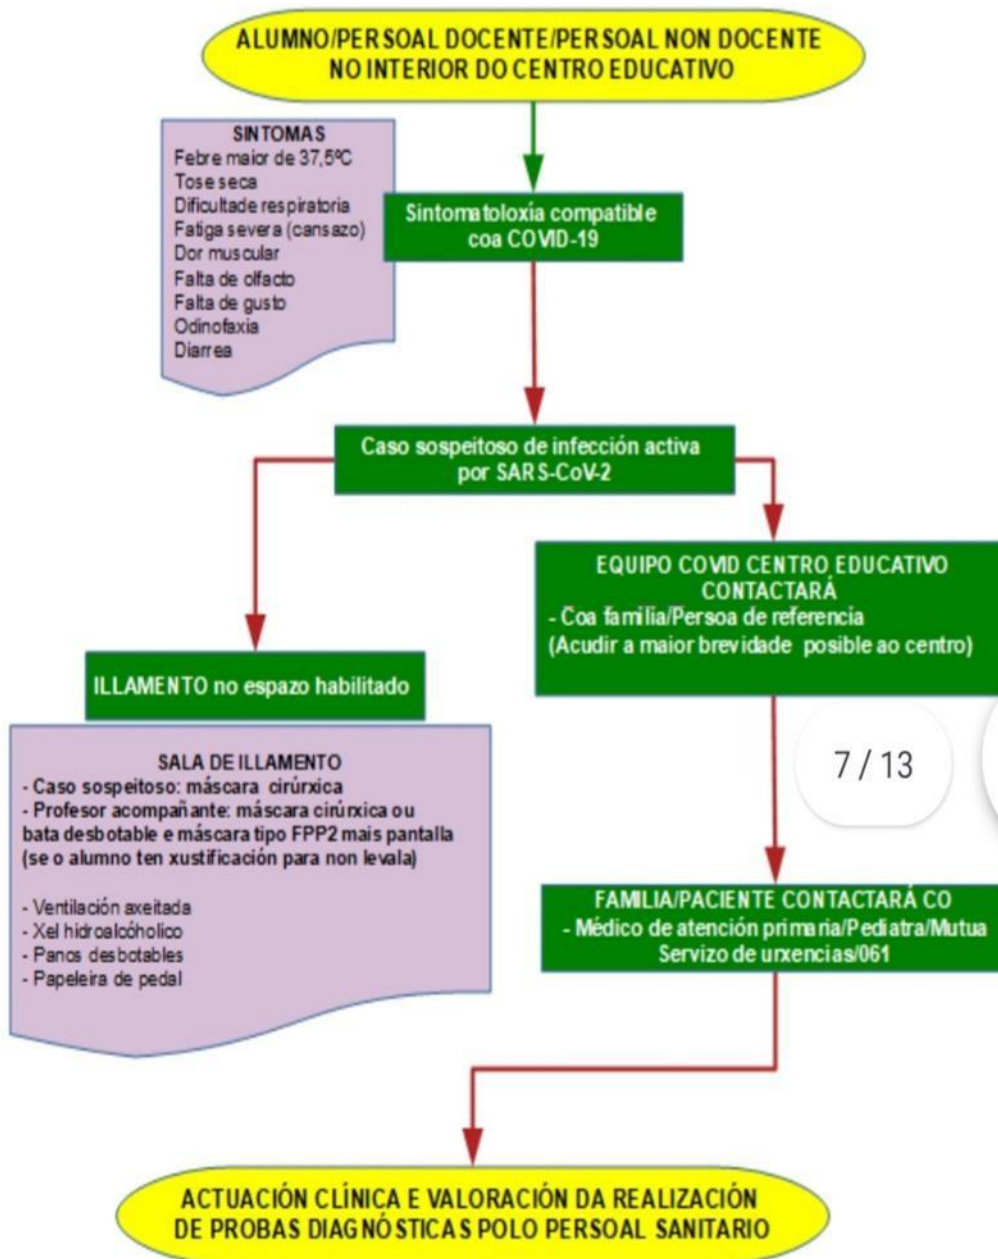 ALUMNO/PERSOAL DOCENTE/PERSOAL NON DOCENTE
NO INTERIOR DO CENTRO EDUCATIVO
SINTOMAS
Febre maior de 37,5ºC
Tose seca
Dificultade respiratoria
Fatiga severa (cansazo)
Dor muscular
Falta de olfacto
Falta de gusto
Odinofaxia
Diarrea
Sintomatoloxía compatible
coa COVID-19
Caso sospeitoso de infección activa
por SARS-CoV-2
EQUIPO COVID CENTRO EDUCATIVO
CONTACTARÁ
- Coa familia/Persoa de referencia
(Acudir a maior brevidade posible ao centro)
ILLAMENTO no espazo habilitado
SALA DE ILLAMENTO
- Caso sospeitoso: máscara cirúrxica
- Profesor acompañante: máscara cirúrxica ou
bata desbotable e máscara tipo FPP2 mais pantalla
(se o alumno ten xustificación para non levala)
- Ventilación axeitada
- Xel hidroalcóholico
- Panos desbotables
- Papeleira de pedal
7 / 13
FAMILIA/PACIENTE CONTACTARÁ CO
- Médico de atención primaria/Pediatra/Mutua
Servizo de urxencias/061
ACTUACIÓN CLÍNICA E VALORACIÓN DA REALIZACIÓN
DE PROBAS DIAGNÓSTICAS POLO PERSOAL SANITARIO